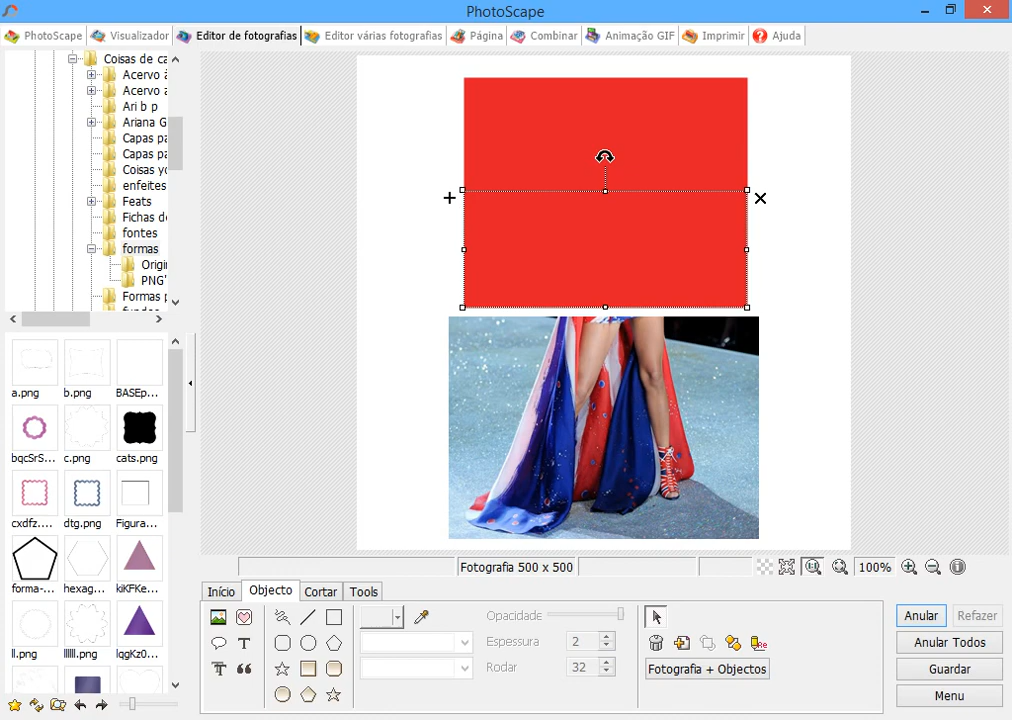 PhotoScape
PhotoScape
Visualizador
Editor de fotografias
Editor várias fotografias
Página
Combinar
Animação GIF
Imprimir
Ajuda
Coisas de ca
Acervo à
Acervo a
Ari b p
Ariana G
Capas pa
Capas pa
Coisas yo
enfeites
Feats
Fichas de
fontes
formas
Origi
PNG'
Formas p
a.png
b.png
BASEp...
bqcSrS...
c.png
cats.png
cxdfz....
dtg.png
Figura...
forma-...
hexag...
kiKFKe...
ll.png
llllll.png
lqgKz0...
Fotografia 500 x 500
100%
Início
Objecto
Cortar
Tools
Opacidade
Espessura
2
Rodar
32
Fotografia + Objectos
Anular
Refazer
Anular Todos
Guardar
Menu